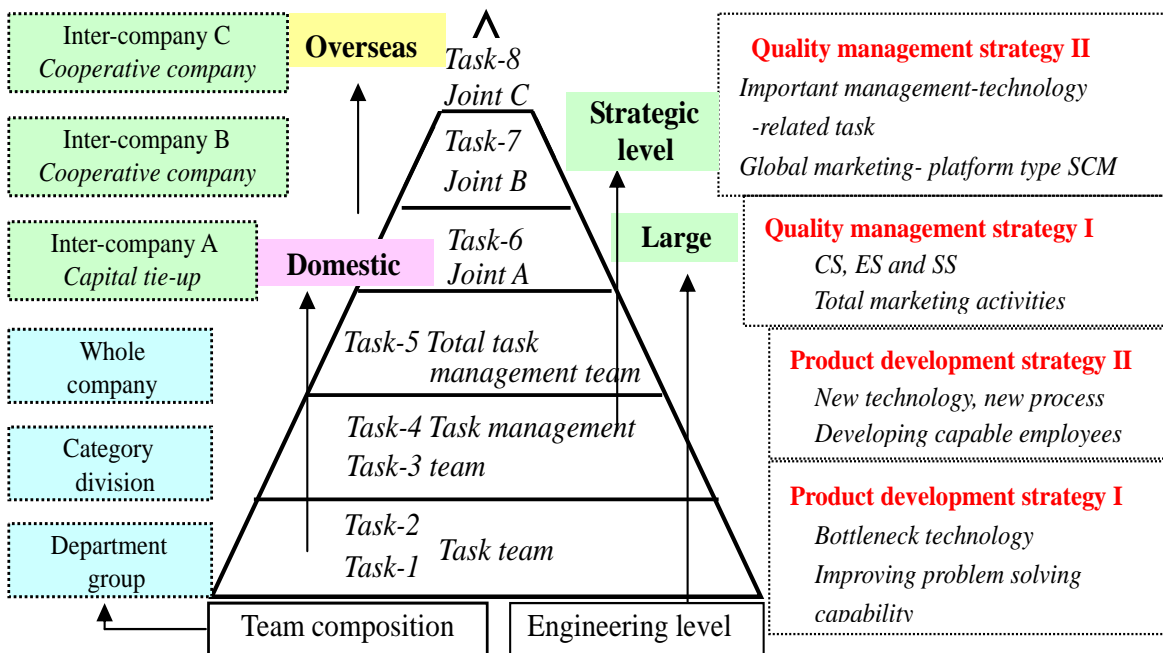 Inter-company C
Cooperative company
Inter-company B
Cooperative company
Inter-company A
Capital tie-up
Whole
company
Category
division
Department
group
Overseas
Domestic
Task-8
Joint C
Task-7
Joint B
Task-6
Joint A
Task-5 Total task
management team
Task-4 Task management
Task-3 team
Task-2
Task-1
Task team
Strategic
level
Large
Team composition
Engineering level
Quality management strategy II
Important management-technology
-related task
Global marketing- platform type SCM
Quality management strategy I
CS, ES and SS
Total marketing activities
Product development strategy II
New technology, new process
Developing capable employees
Product development strategy I
Bottleneck technology
Improving problem solving
capability